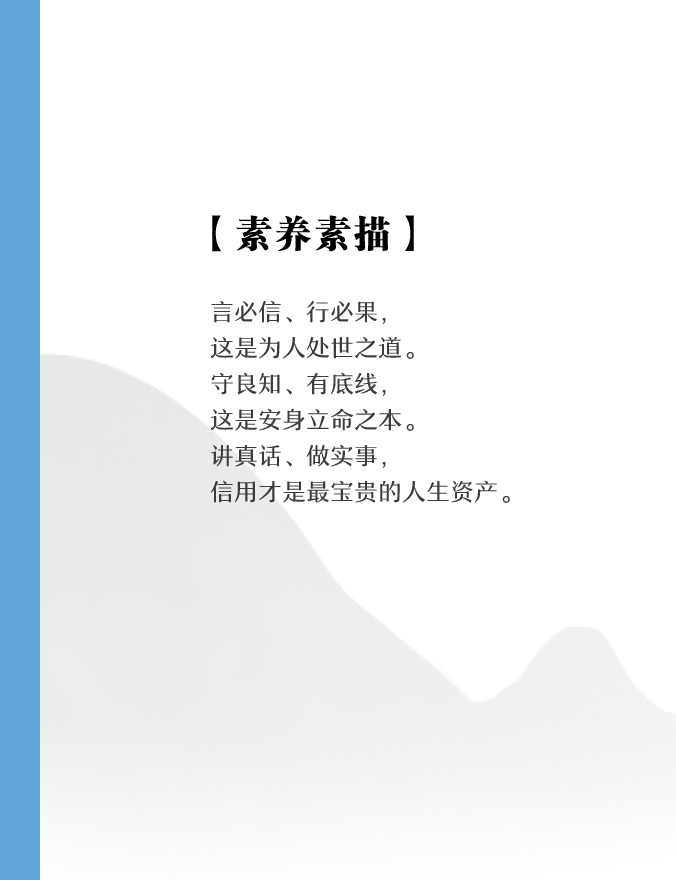 【素养素描】
言必信、行必果，
这是为人处世之道。
守良知、有底线，
这是安身立命之本。
讲真话、做实事，
信用才是最宝贵的人生资产。